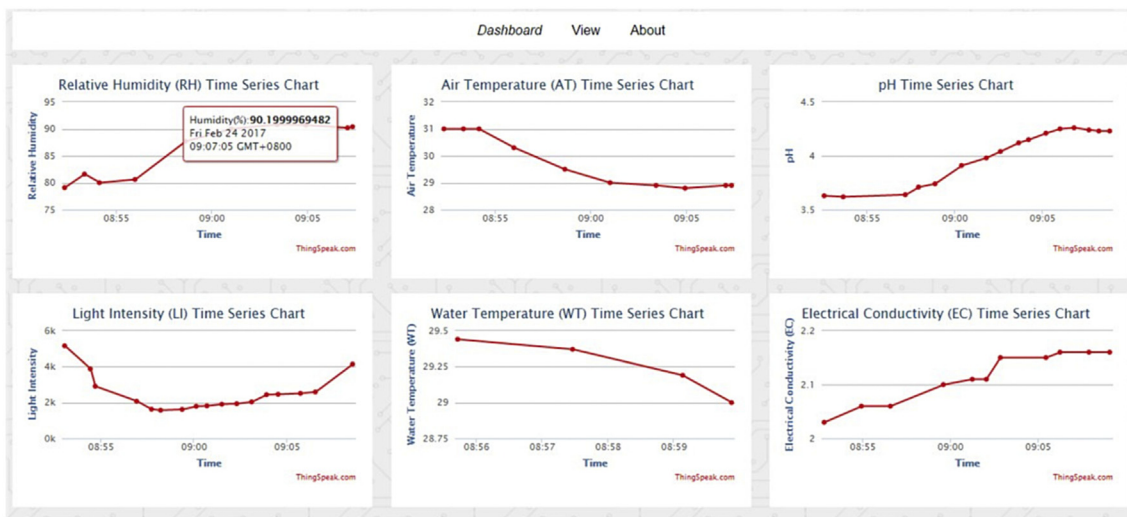 Dashboard View About
Relative Humidity (RH) Time Series Chart
95
90
85
80
75
Relative Humidity
Humidity(%):90.1999969482
Fri Feb 24 2017
09:07:05 GMT+0800
08:55 09:00 09:05
Time
ThingSpeak.com
Air Temperature (AT) Time Series Chart
32
31
30
29
28
Air Temperature
08:55 09:00 09:05
Time
ThingSpeak.com
pH Time Series Chart
4.5
4
3.5
pH
08:55 09:00 09:05
Time
ThingSpeak.com
Light Intensity (LI) Time Series Chart
6k
4k
2k
0k
Light Intensity
08:55 09:00 09:05
Time
ThingSpeak.com
Water Temperature (WT) Time Series Chart
29.5
29.25
29
28.75
Water Temperature (WT)
08:56 08:57 08:58 08:59
Time
ThingSpeak.com
Electrical Conductivity (EC) Time Series Chart
2.2
2.1
2
Electrical Conductivity (EC)
08:55 09:00 09:05
Time
ThingSpeak.com